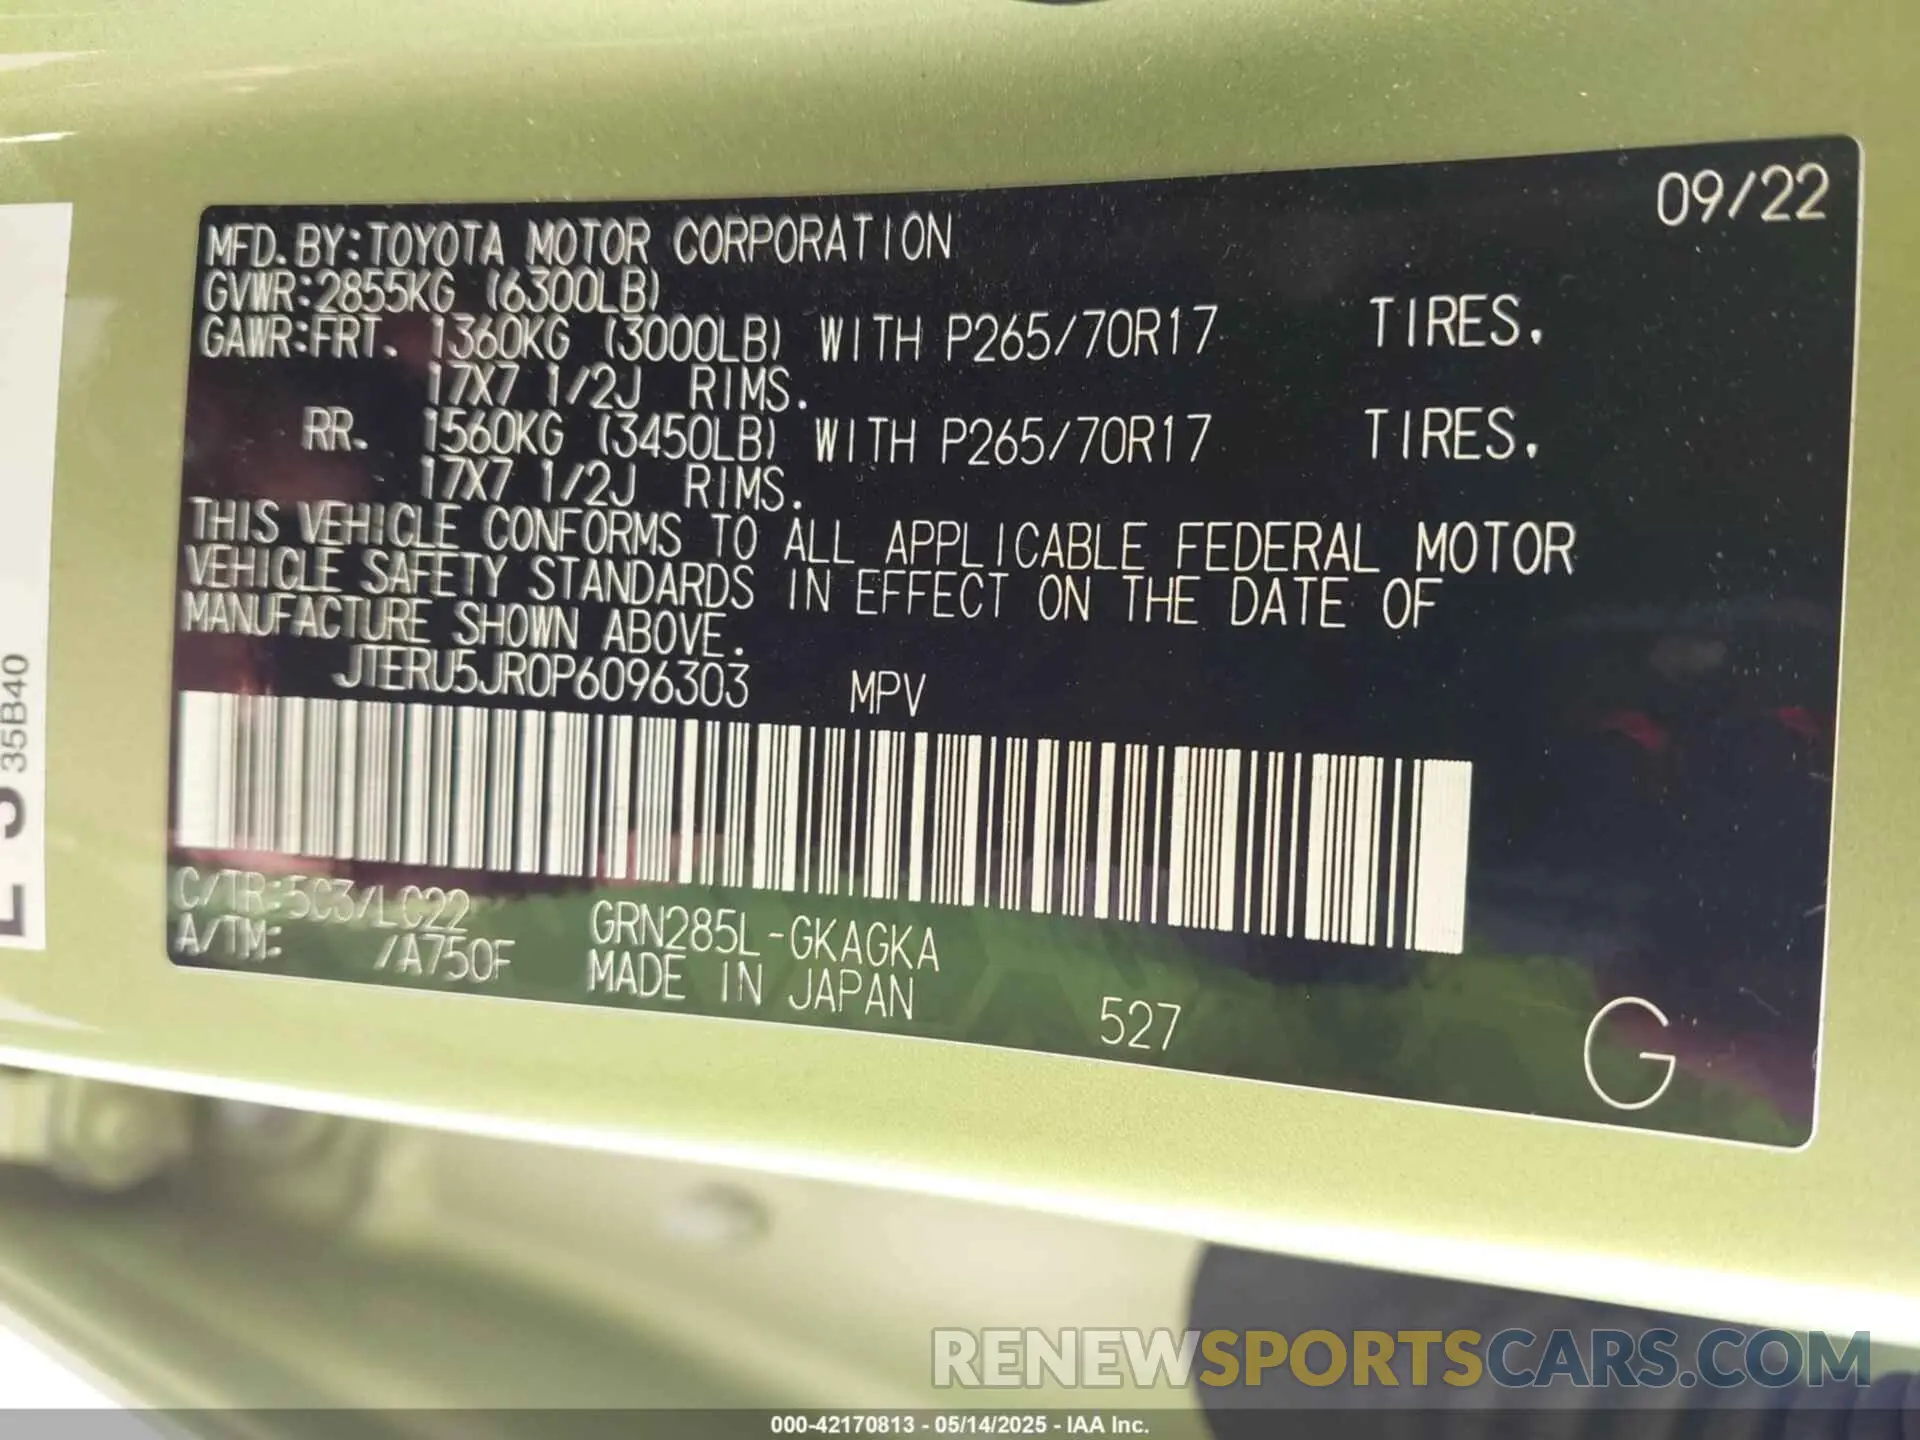 09/22
MFD. BY: TOYOTA MOTOR CORPORATION
GVWR: 2855KG (6300LB)
GAWR: FRT. 1360KG (3000LB) WITH P265/70R17 TIRES.
17X7 1/2J RIMS.
RR. 1560KG (3450LB) WITH P265/70R17 TIRES.
17X7 1/2J RIMS.
THIS VEHICLE CONFORMS TO ALL APPLICABLE FEDERAL MOTOR
VEHICLE SAFETY STANDARDS IN EFFECT ON THE DATE OF
MANUFACTURE SHOWN ABOVE.
JTERU5JR0P6096303 MPV
C/TR: 5C3/LC22 GRN285L-GKAGKA
A/TM: /A750F MADE IN JAPAN 527
G
35B40
RENEWSPORTSCARS.COM
000-42170813 - 05/14/2025 - IAA Inc.